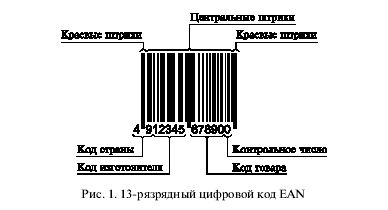 Центральные штрихи
Краевые штрихи Краевые штрихи
4 912345 678900
Код страны Контрольное число
Код изготовителя Код товара
Рис. 1. 13-рязрядный цифровой код EAN